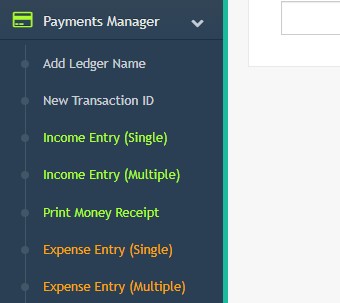 Payments Manager
Add Ledger Name
New Transaction ID
Income Entry (Single)
Income Entry (Multiple)
Print Money Receipt
Expense Entry (Single)
Expense Entry (Multiple)